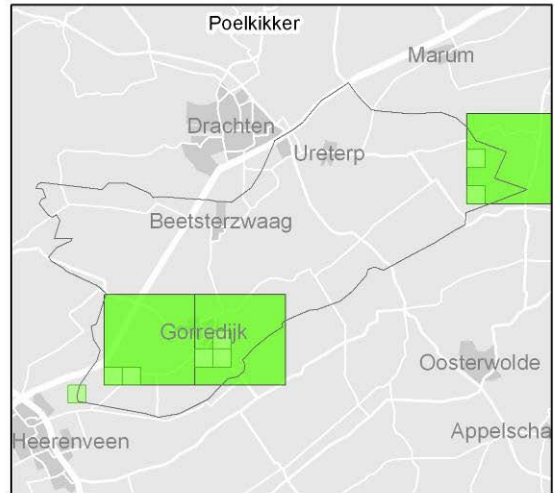 Poelkikker
Marum
Drachten
Ureterp
Beetsterzwaag
Gorredijk
Oosterwolde
Appelscha
Heerenveen